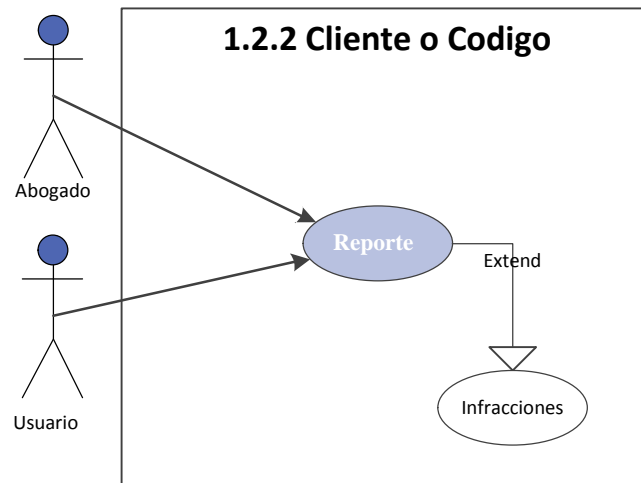 1.2.2 Cliente o Codigo
Abogado
Reporte
Extend
Infracciones
Usuario